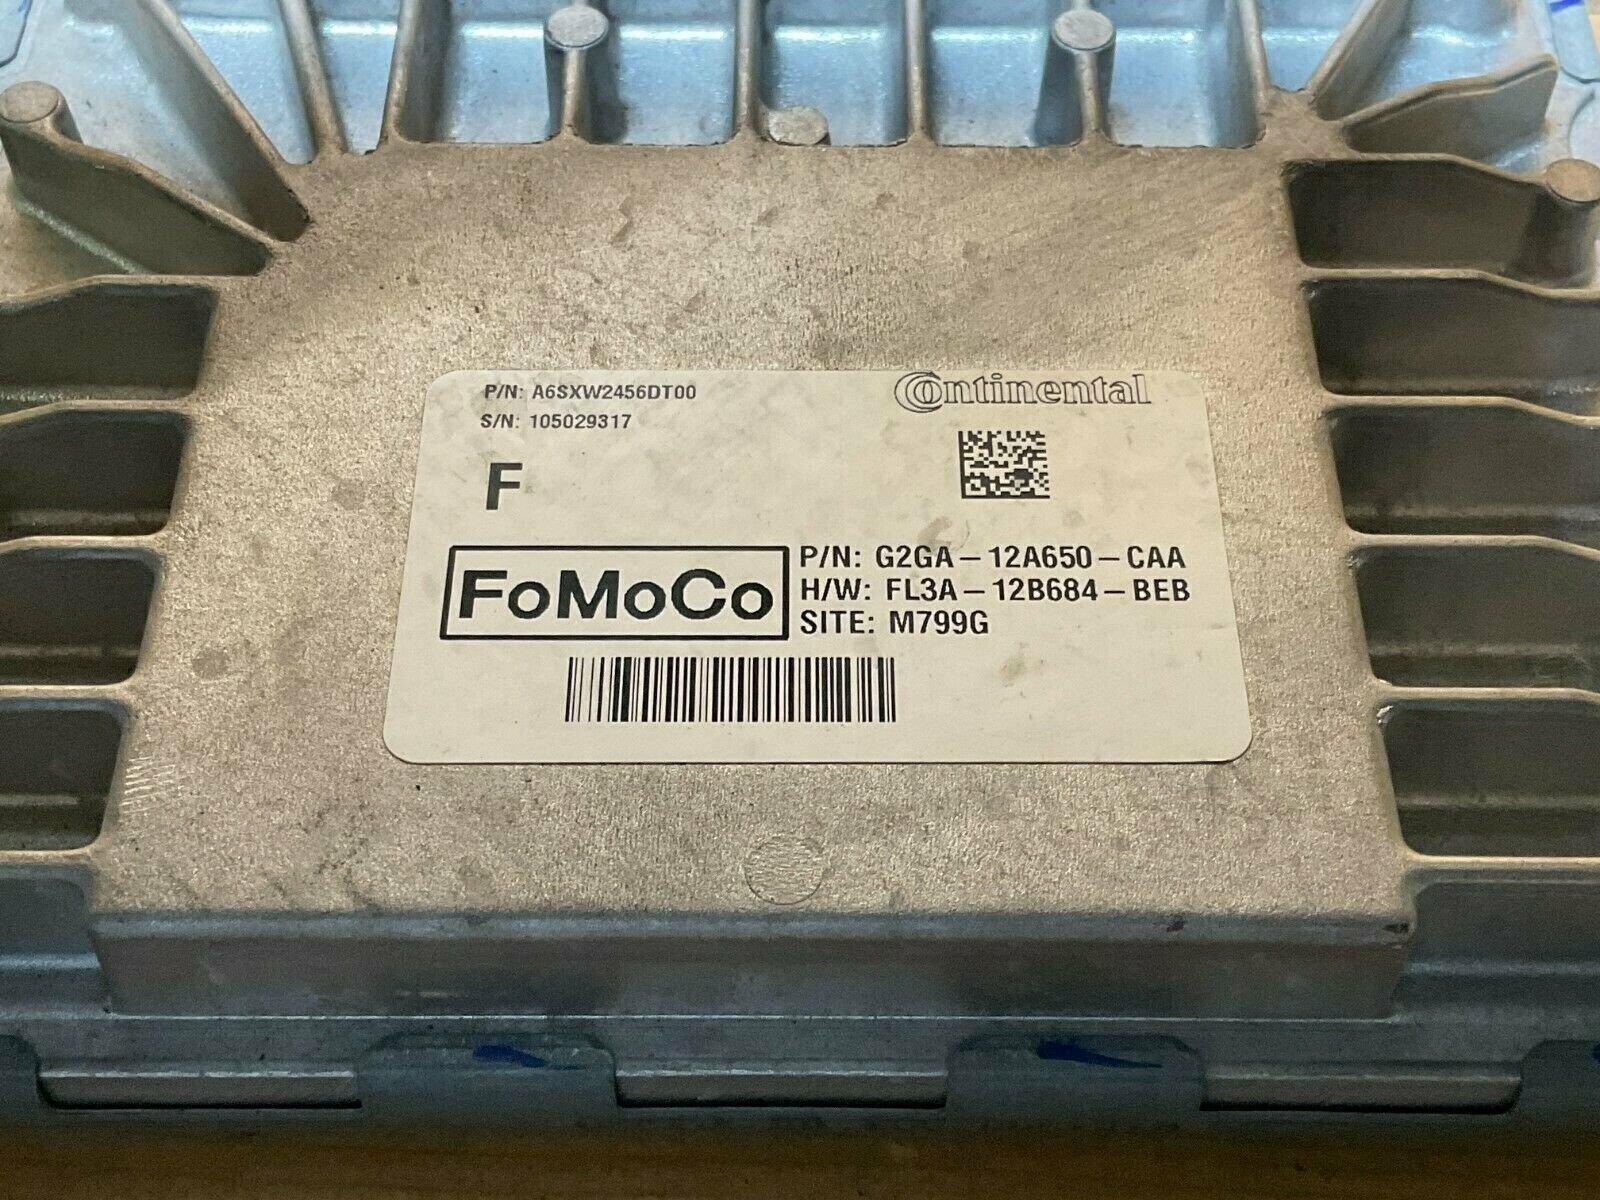 P/N: A6SXW2456DT00
Continental
S/N: 105029317
F
FoMoCo
P/N: G2GA-12A650-CAA
H/W: FL3A-12B684-BEB
SITE: M799G